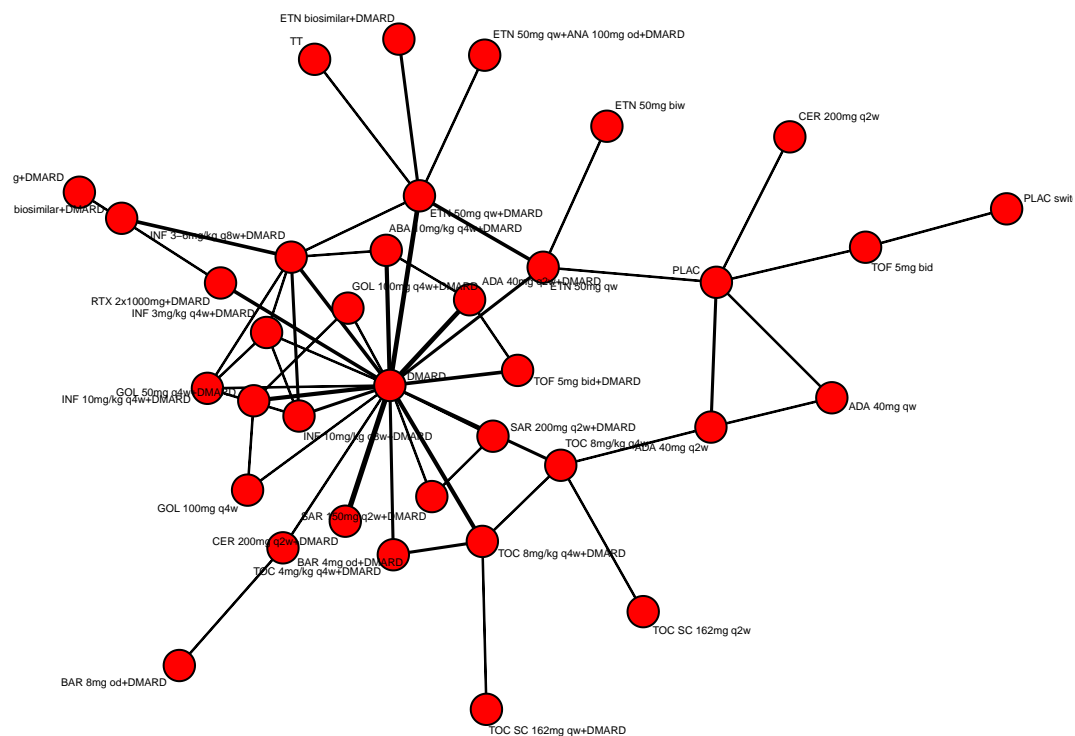 ETN biosimilar+DMARD
TT
ETN 50mg qw+ANA 100mg od+DMARD
ETN 50mg biw
CER 200mg q2w
g+DMARD
PLAC swit
biosimilar+DMARD
ETN 50mg qw+DMARD
ABA 10mg/kg q4w+DMARD
INF 3–6mg/kg q8w+DMARD
TOF 5mg bid
PLAC
ADA 40mg q2w+DMARD
ETN 50mg qw
GOL 100mg q4w+DMARD
RTX 2x1000mg+DMARD
INF 3mg/kg q4w+DMARD
DMARD
TOF 5mg bid+DMARD
GOL 50mg q4w+DMARD
INF 10mg/kg q4w+DMARD
ADA 40mg qw
SAR 200mg q2w+DMARD
INF 10mg/kg q8w+DMARD
TOC 8mg/kg q4w
ADA 40mg q2w
GOL 100mg q4w
SAR 150mg q2w+DMARD
CER 200mg q2w+DMARD
TOC 8mg/kg q4w+DMARD
BAR 4mg od+DMARD
TOC 4mg/kg q4w+DMARD
TOC SC 162mg q2w
BAR 8mg od+DMARD
TOC SC 162mg qw+DMARD